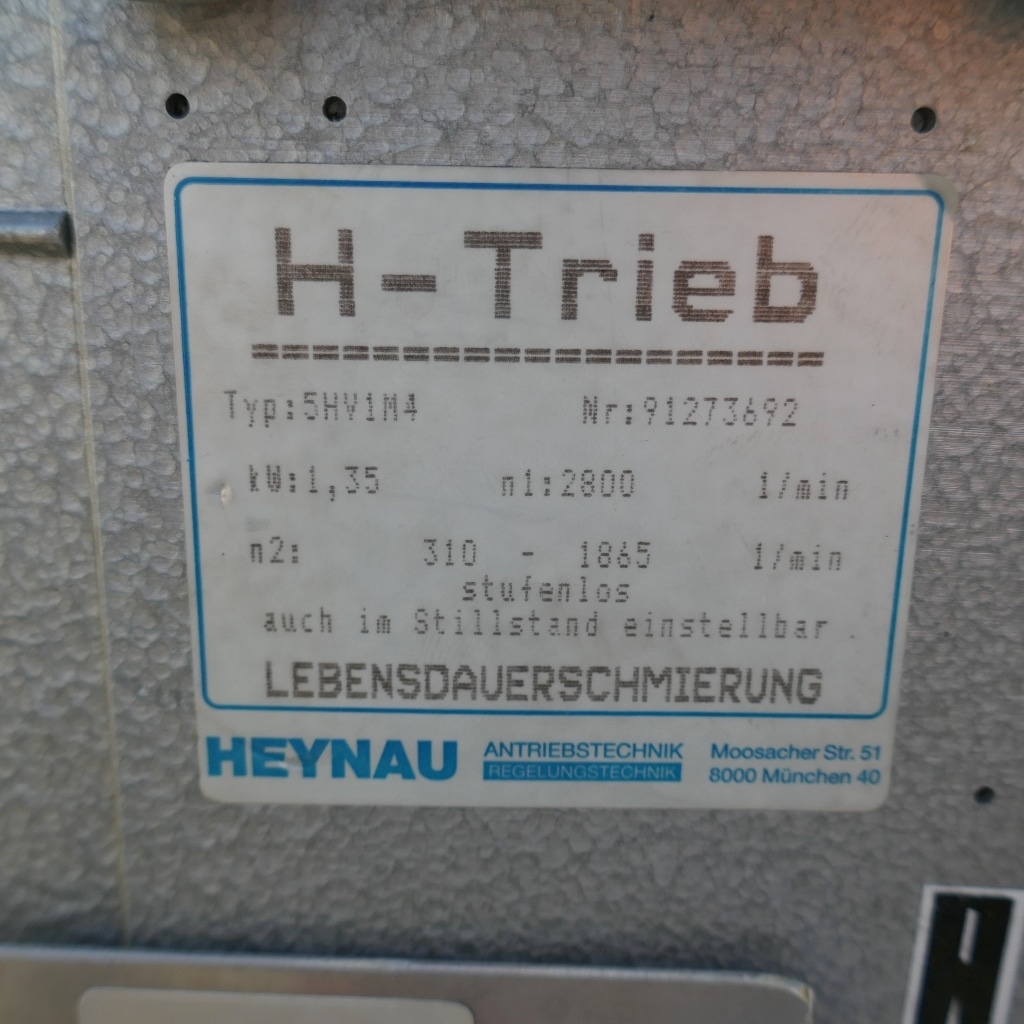 H-Trieb
===================
Typ:5HV1M4 Nr:91273692
kW:1,35 n1:2800 1/min
n2: 310 - 1865 1/min
stufenlos
auch im Stillstand einstellbar .
LEBENSDAUERSCHMIERUNG
HEYNAU ANTRIEBSTECHNIK Moosacher Str. 51
REGELUNGSTECHNIK 8000 München 40